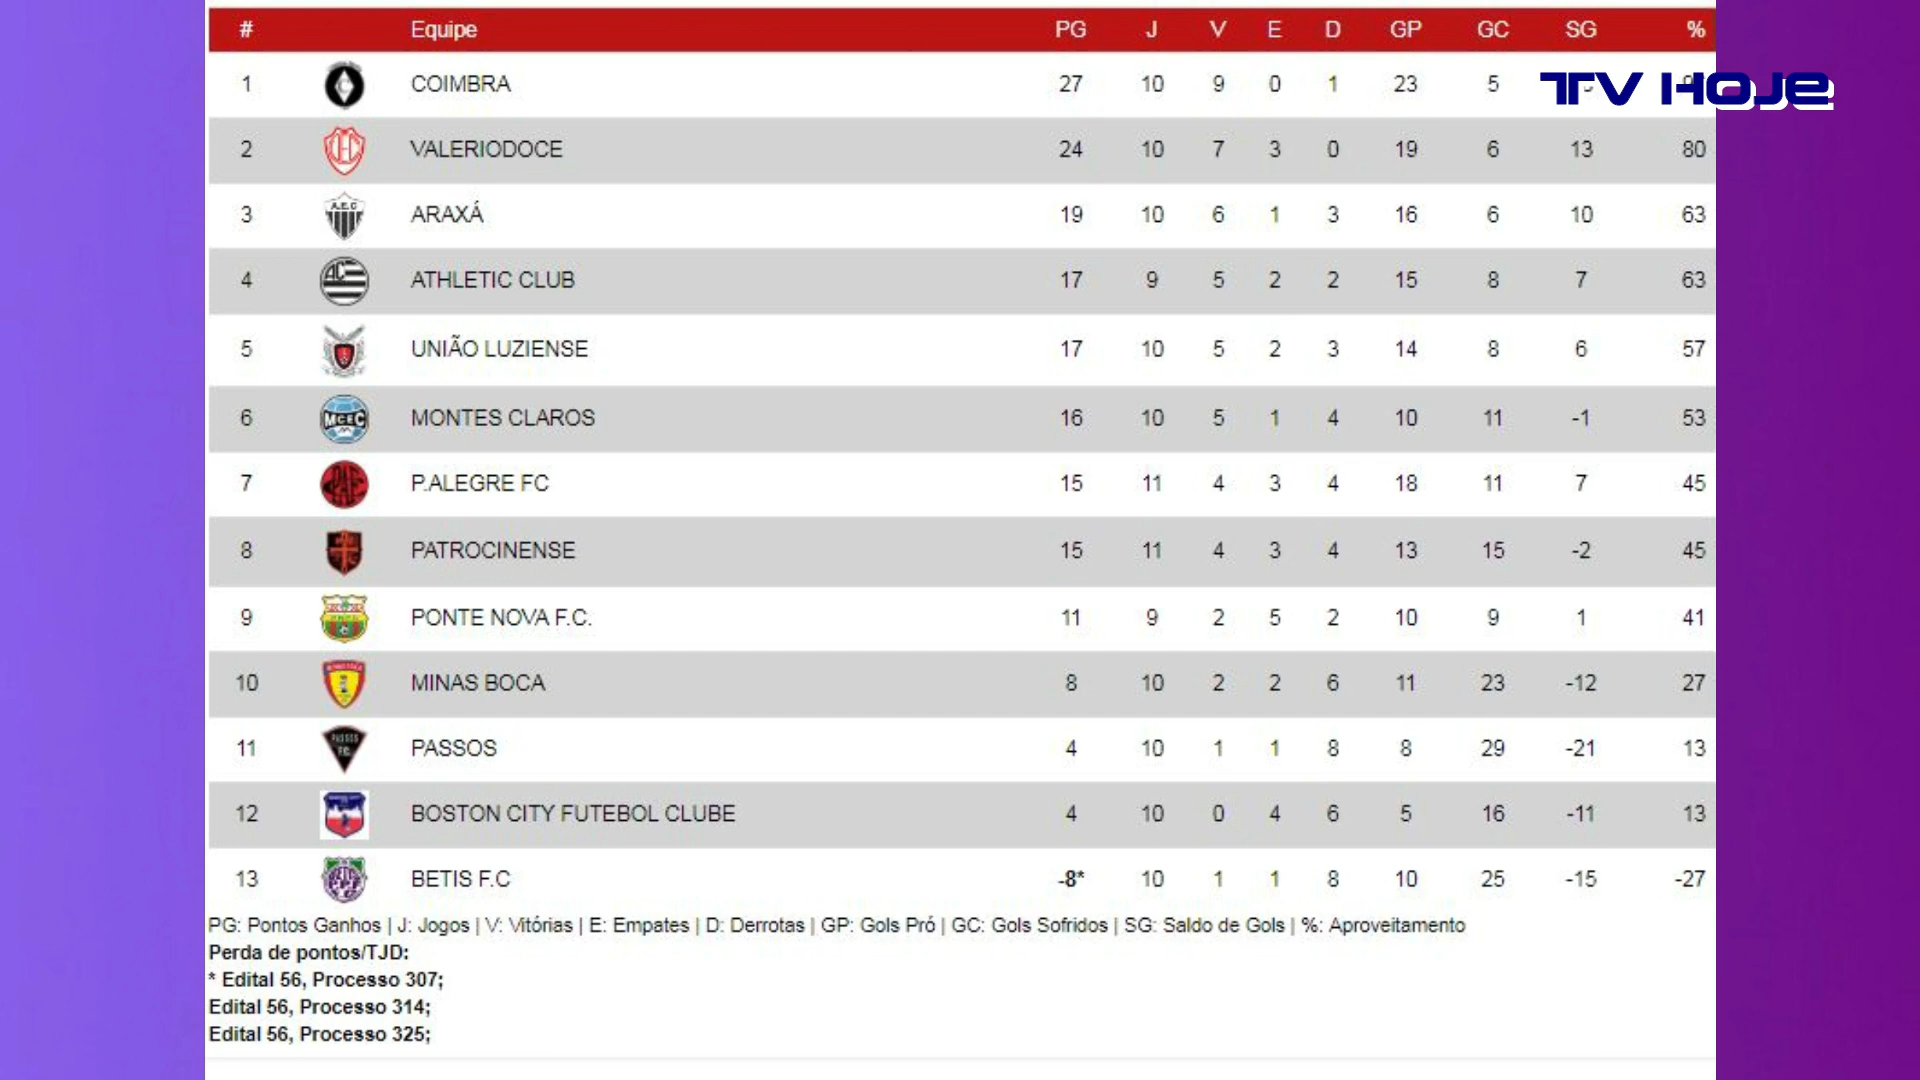 # Equipe PG J V E D GP GC SG %
1 COIMBRA 27 10 9 0 1 23 5
TV HOJE
2 VALERIODOCE 24 10 7 3 0 19 6 13 80
3 ARAXÁ 19 10 6 1 3 16 6 10 63
4 ATHLETIC CLUB 17 9 5 2 2 15 8 7 63
5 UNIÃO LUZIENSE 17 10 5 2 3 14 8 6 57
6 MONTES CLAROS 16 10 5 1 4 10 11 -1 53
7 P.ALEGRE FC 15 11 4 3 4 18 11 7 45
8 PATROCINENSE 15 11 4 3 4 13 15 -2 45
9 PONTE NOVA F.C. 11 9 2 5 2 10 9 1 41
10 MINAS BOCA 8 10 2 2 6 11 23 -12 27
11 PASSOS 4 10 1 1 8 8 29 -21 13
12 BOSTON CITY FUTEBOL CLUBE 4 10 0 4 6 5 16 -11 13
13 BETIS F.C -8* 10 1 1 8 10 25 -15 -27
PG: Pontos Ganhos | J: Jogos | V: Vitórias | E: Empates | D: Derrotas | GP: Gols Pró | GC: Gols Sofridos | SG: Saldo de Gols | %: Aproveitamento
Perda de pontos/TJD:
* Edital 56, Processo 307;
Edital 56, Processo 314;
Edital 56, Processo 325;